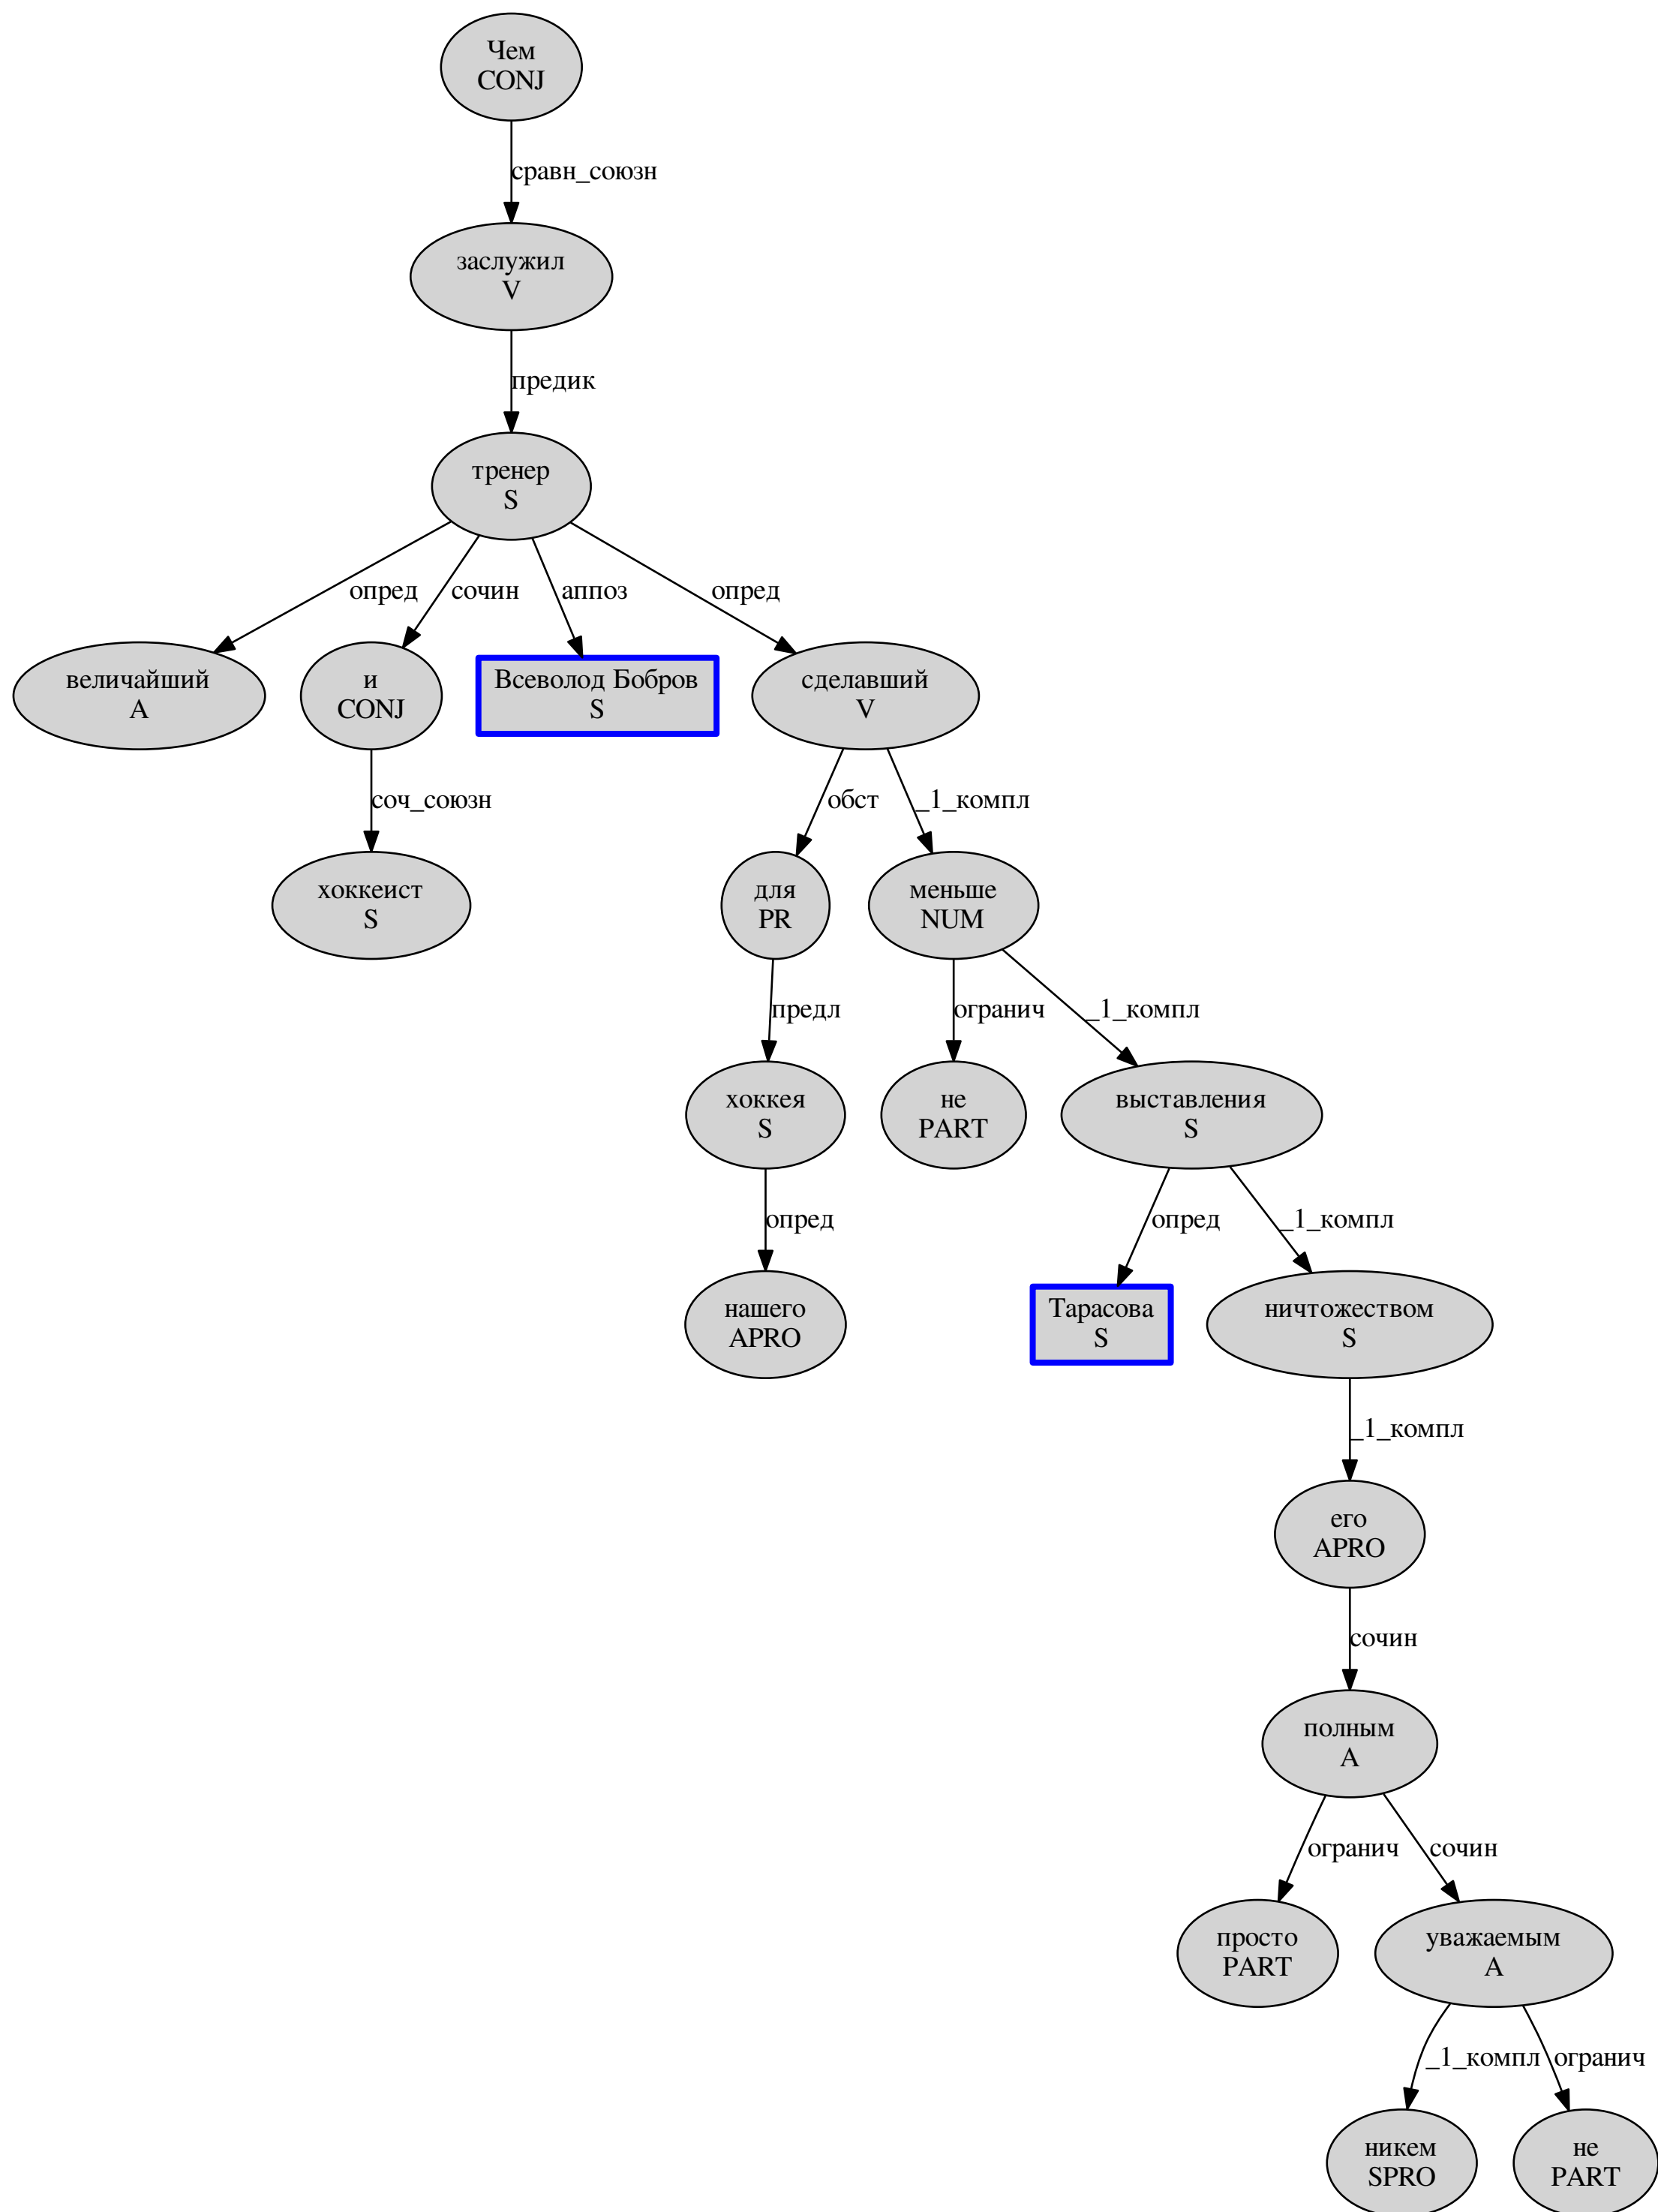 Чем
CONJ
сравн_союзн
заслужил
V
предик
тренер
S
опред
сочин
аппоз
опред
величайший
A
и
CONJ
Всеволод Бобров
S
сделавший
V
соч_союзн
обст
_1_компл
хоккеист
S
для
PR
меньше
NUM
предл
огранич
_1_компл
хоккея
S
не
PART
выставления
S
опред
опред
_1_компл
нашего
APRO
Тарасова
S
ничтожеством
S
_1_компл
его
APRO
сочин
полным
A
огранич
сочин
просто
PART
уважаемым
A
_1_компл
огранич
никем
SPRO
не
PART